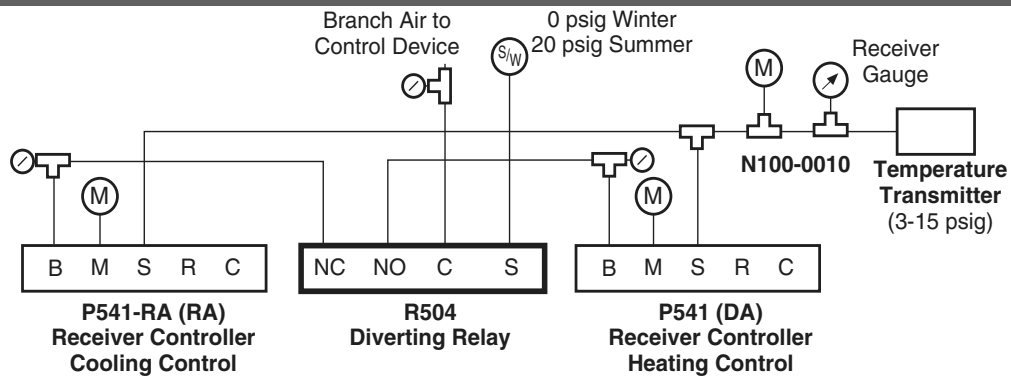 Branch Air to
Control Device
0 psig Winter
20 psig Summer
S/W
M
Receiver
Gauge
N100-0010
Temperature
Transmitter
(3-15 psig)
M
M
B M S R C
NC NO C S
B M S R C
P541-RA (RA)
Receiver Controller
Cooling Control
R504
Diverting Relay
P541 (DA)
Receiver Controller
Heating Control